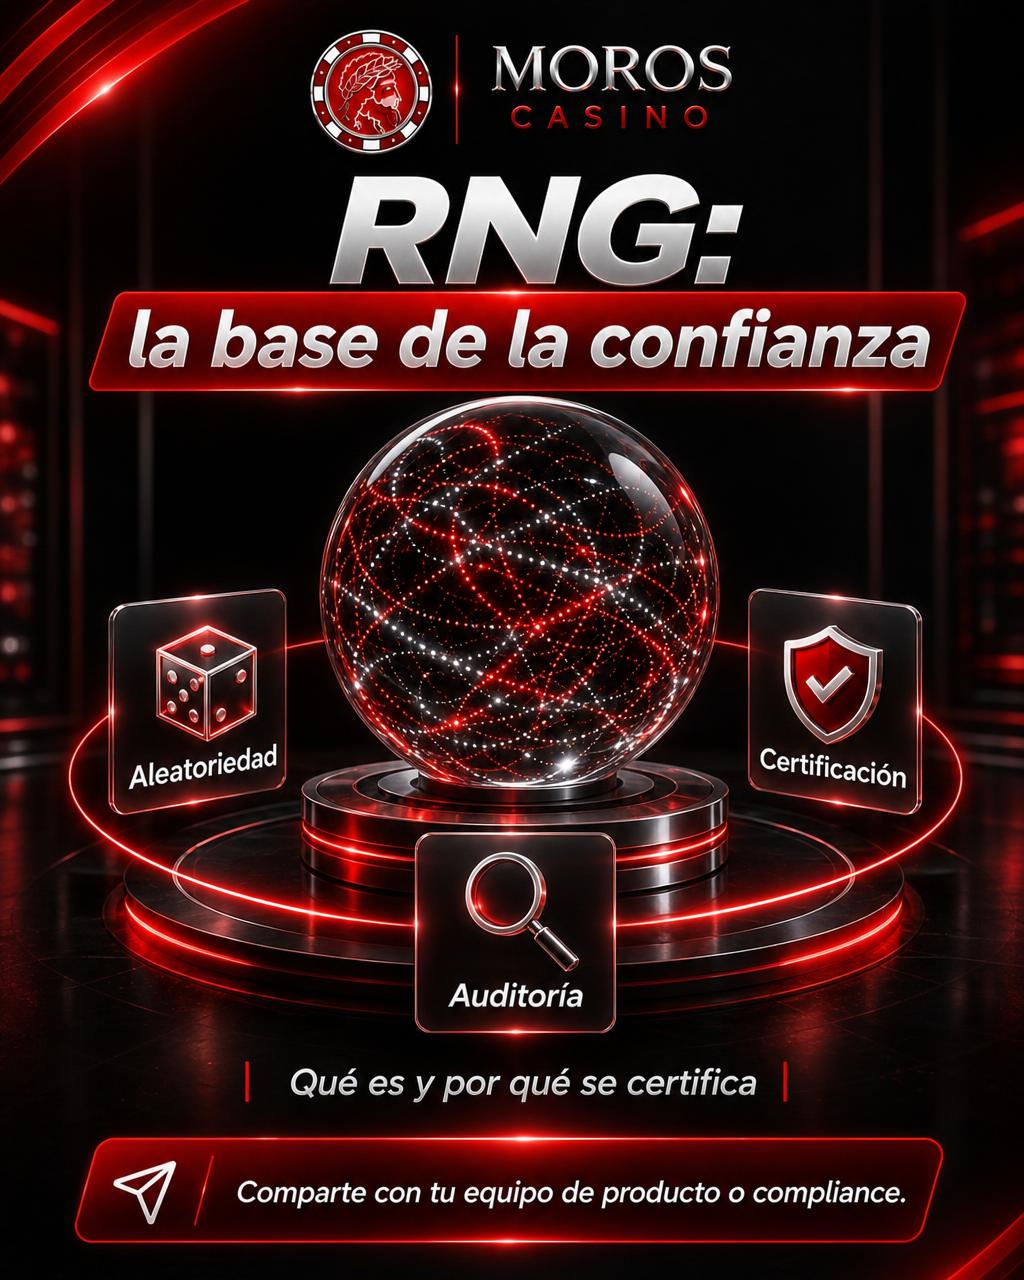 MOROS
CASINO
RNG:
la base de la confianza
Aleatoriedad
Certificación
Auditoría
Qué es y por qué se certifica
Comparte con tu equipo de producto o compliance.